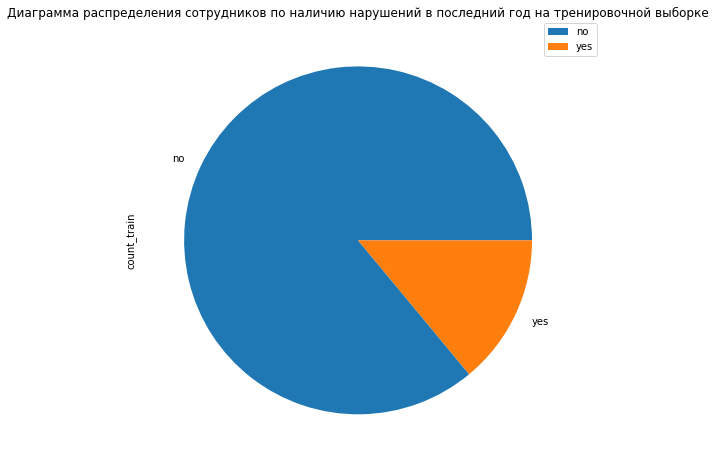 Диаграмма распределения сотрудников по наличию нарушений в последний год на тренировочной выборке
no
yes
no
count_train
yes